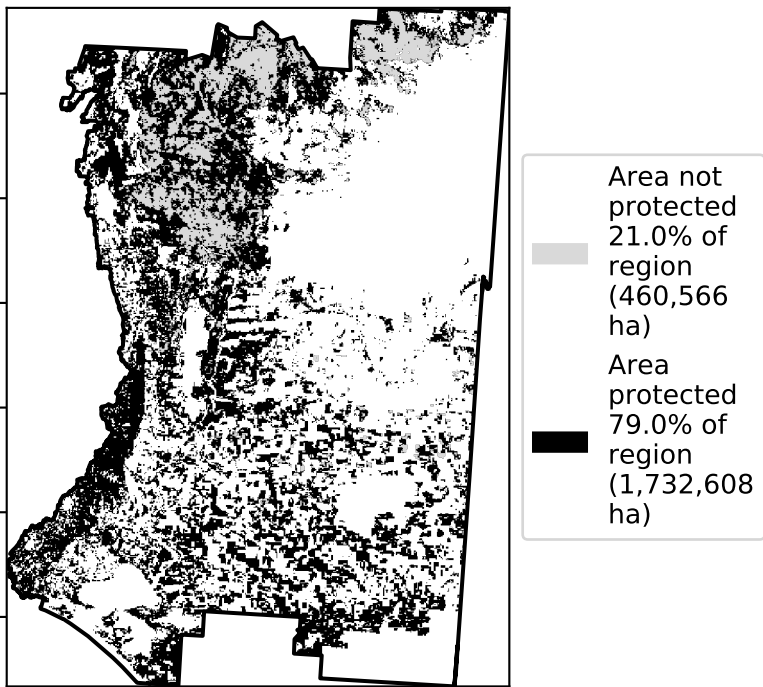 Area not
protected
21.0% of
region
(460,566
ha)
Area
protected
79.0% of
region
(1,732,608
ha)